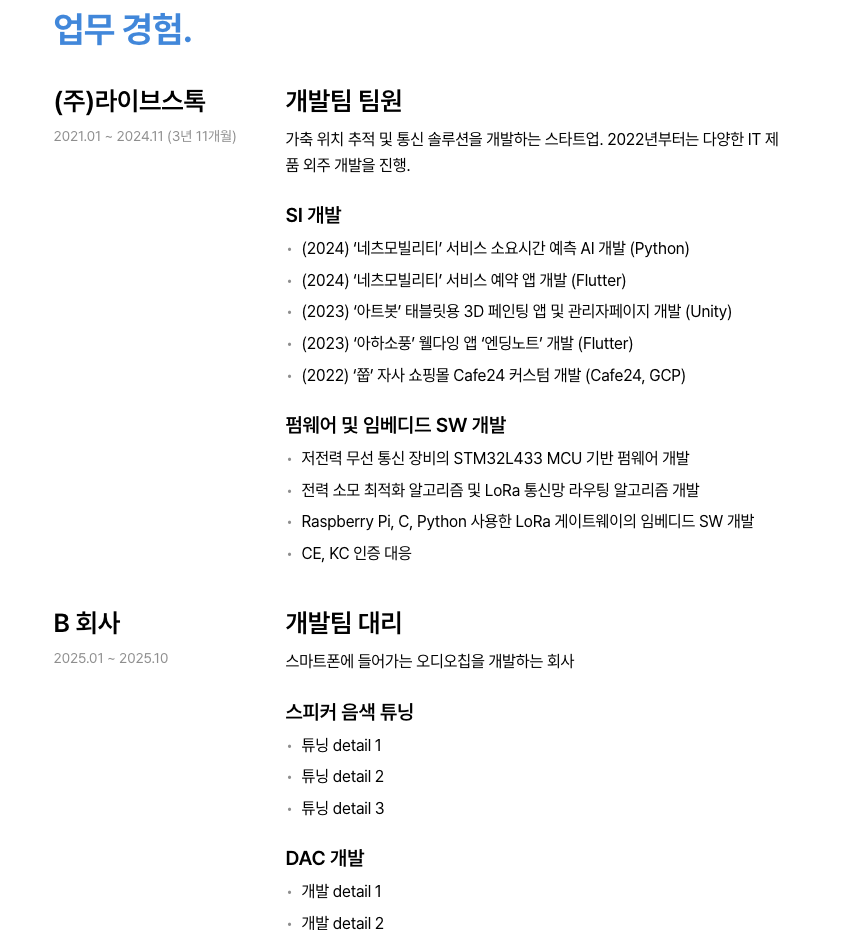 업무 경험.
(주)라이브스톡
2021.01 ~ 2024.11 (3년 11개월)
개발팀 팀원
가축 위치 추적 및 통신 솔루션을 개발하는 스타트업. 2022년부터는 다양한 IT 제
품 외주 개발을 진행.
SI 개발
• (2024) ‘네츠모빌리티’ 서비스 소요시간 예측 AI 개발 (Python)
• (2024) ‘네츠모빌리티’ 서비스 예약 앱 개발 (Flutter)
• (2023) ‘아트봇’ 태블릿용 3D 페인팅 앱 및 관리자페이지 개발 (Unity)
• (2023) ‘아하소풍’ 웰다잉 앱 ‘엔딩노트’ 개발 (Flutter)
• (2022) ‘쭙’ 자사 쇼핑몰 Cafe24 커스텀 개발 (Cafe24, GCP)
펌웨어 및 임베디드 SW 개발
• 저전력 무선 통신 장비의 STM32L433 MCU 기반 펌웨어 개발
• 전력 소모 최적화 알고리즘 및 LoRa 통신망 라우팅 알고리즘 개발
• Raspberry Pi, C, Python 사용한 LoRa 게이트웨이의 임베디드 SW 개발
• CE, KC 인증 대응
B 회사
2025.01 ~ 2025.10
개발팀 대리
스마트폰에 들어가는 오디오칩을 개발하는 회사
스피커 음색 튜닝
• 튜닝 detail 1
• 튜닝 detail 2
• 튜닝 detail 3
DAC 개발
• 개발 detail 1
• 개발 detail 2